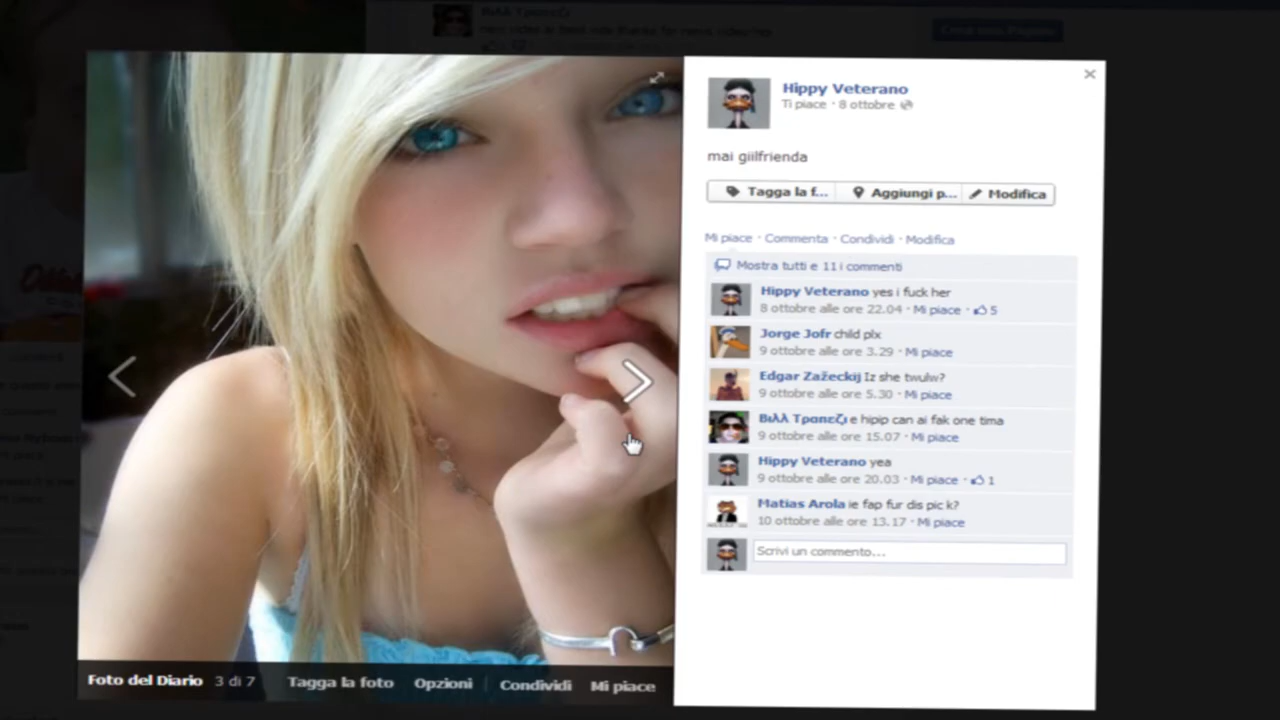 Hippy Veterano
Ti piace · 8 ottobre
mai giilfrienda
Tagga la f... Aggiungi p... Modifica
Mi piace · Commenta · Condividi · Modifica
Mostra tutti e 11 i commenti
Hippy Veterano yes i fuck her
8 ottobre alle ore 22.04 · Mi piace · 5
Jorge Jofr child plx
9 ottobre alle ore 3.29 · Mi piace
Edgar Zažeckij Iz she twulw?
9 ottobre alle ore 5.30 · Mi piace
Βιλλ Τραπεζι e hipip can ai fak one tima
9 ottobre alle ore 15.07 · Mi piace
Hippy Veterano yea
9 ottobre alle ore 20.03 · Mi piace · 1
Matias Arola ie fap fur dis pic k?
10 ottobre alle ore 13.17 · Mi piace
Scrivi un commento...
Foto del Diario 3 di 7 Tagga la foto Opzioni Condividi Mi piace